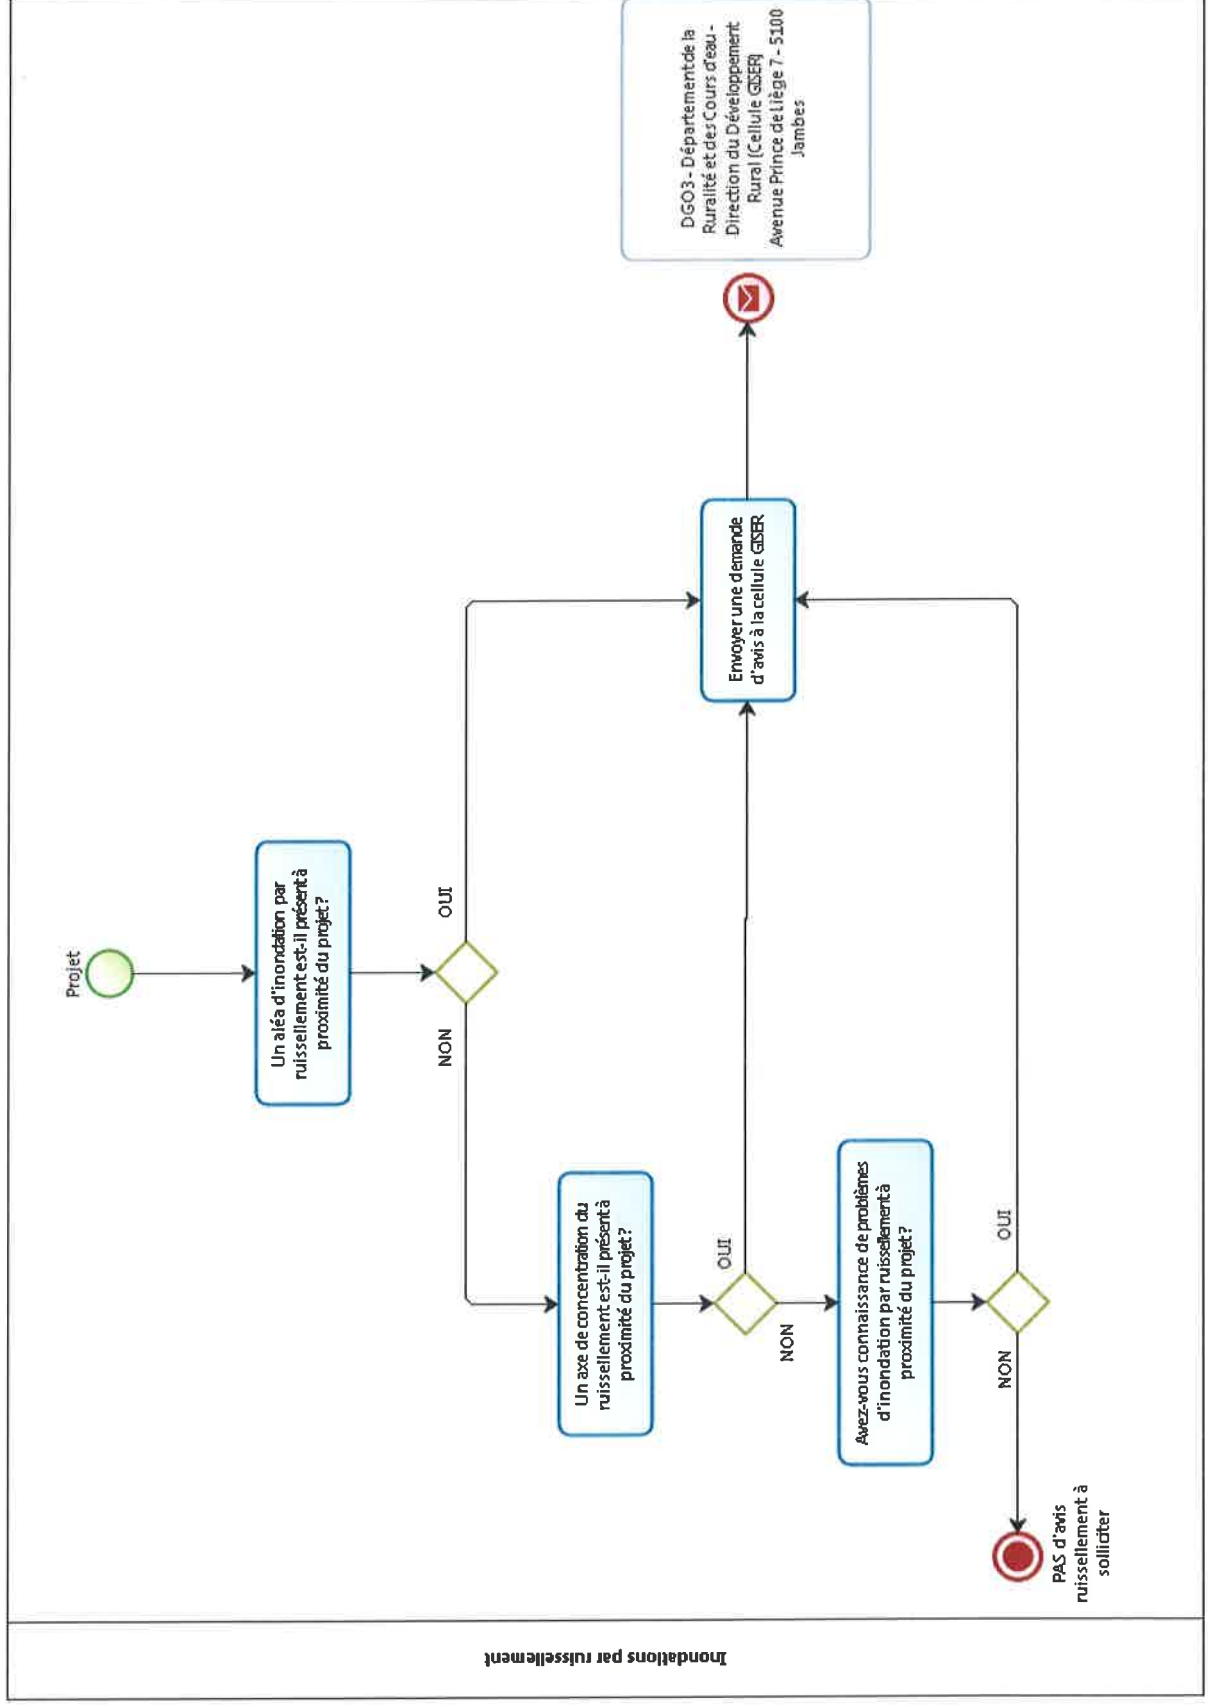 Inondations par ruissellement
Projet
Un aléa d'inondation par
ruissellement est-il présent à
proximité du projet?
NON
OUI
Un axe de concentration du
ruissellement est-il présent à
proximité du projet?
OUI
NON
Avez-vous connaissance de problèmes
d'inondation par ruissellement à
proximité du projet?
NON
OUI
PAS d'avis
ruissellement à
solliciter
Envoyer une demande
d'avis à la cellule GISER
DGO3 - Département de la
Ruralité et des Cours d'eau -
Direction du Développement
Rural (Cellule GISER)
Avenue Prince de Liège 7 - 5100
Jambes